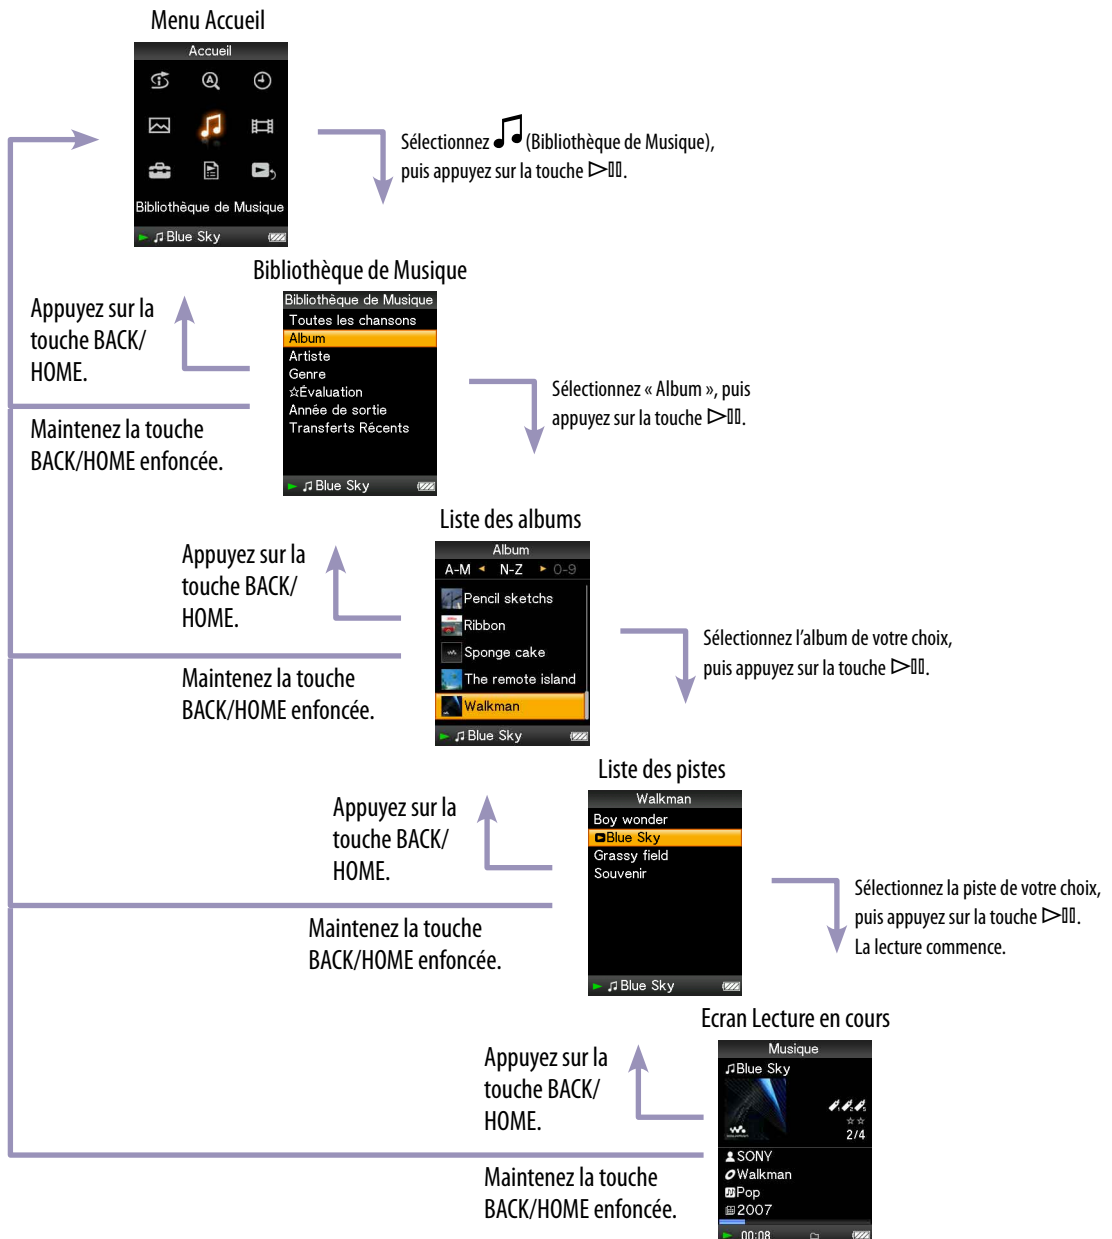 Menu Accueil
Accueil
Bibliothèque de Musique
Blue Sky
Sélectionnez (Bibliothèque de Musique),
puis appuyez sur la touche.
Bibliothèque de Musique
Appuyez sur la
touche BACK/
HOME.
Maintenez la touche
BACK/HOME enfoncée.
Bibliothèque de Musique
Toutes les chansons
Album
Artiste
Genre
☆Évaluation
Année de sortie
Transferts Récents
Blue Sky
Sélectionnez « Album », puis
appuyez sur la touche.
Liste des albums
Appuyez sur la
touche BACK/
HOME.
Maintenez la touche
BACK/HOME enfoncée.
Album
A-M N-Z 0-9
Pencil sketchs
Ribbon
Sponge cake
The remote island
Walkman
Blue Sky
Sélectionnez l'album de votre choix,
puis appuyez sur la touche.
Liste des pistes
Appuyez sur la
touche BACK/
HOME.
Maintenez la touche
BACK/HOME enfoncée.
Walkman
Boy wonder
Blue Sky
Grassy field
Souvenir
Blue Sky
Sélectionnez la piste de votre choix,
puis appuyez sur la touche.
La lecture commence.
Ecran Lecture en cours
Appuyez sur la
touche BACK/
HOME.
Maintenez la touche
BACK/HOME enfoncée.
Musique
Blue Sky
☆☆
2/4
SONY
Walkman
Pop
2007
00:08